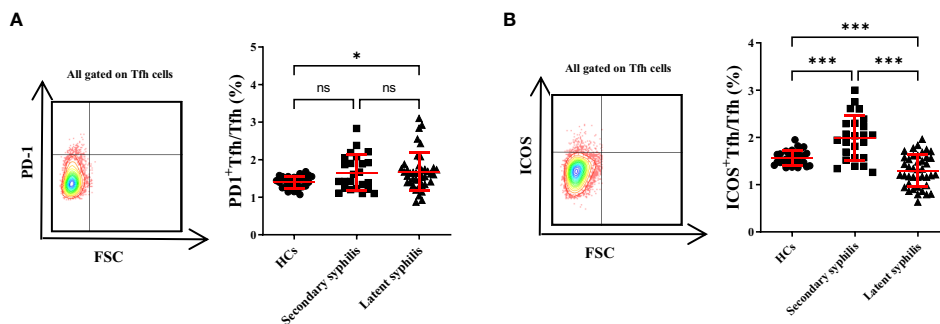 A
All gated on Tfh cells
PD-1
FSC
PD1+Tfh/Tfh (%)
5
4
3
2
1
0
*
ns
ns
HCs
Secondary syphilis
Latent syphilis
B
All gated on Tfh cells
ICOS
FSC
ICOS+Tfh/Tfh (%)
4
3
2
1
0
***
***
***
HCs
Secondary syphilis
Latent syphilis